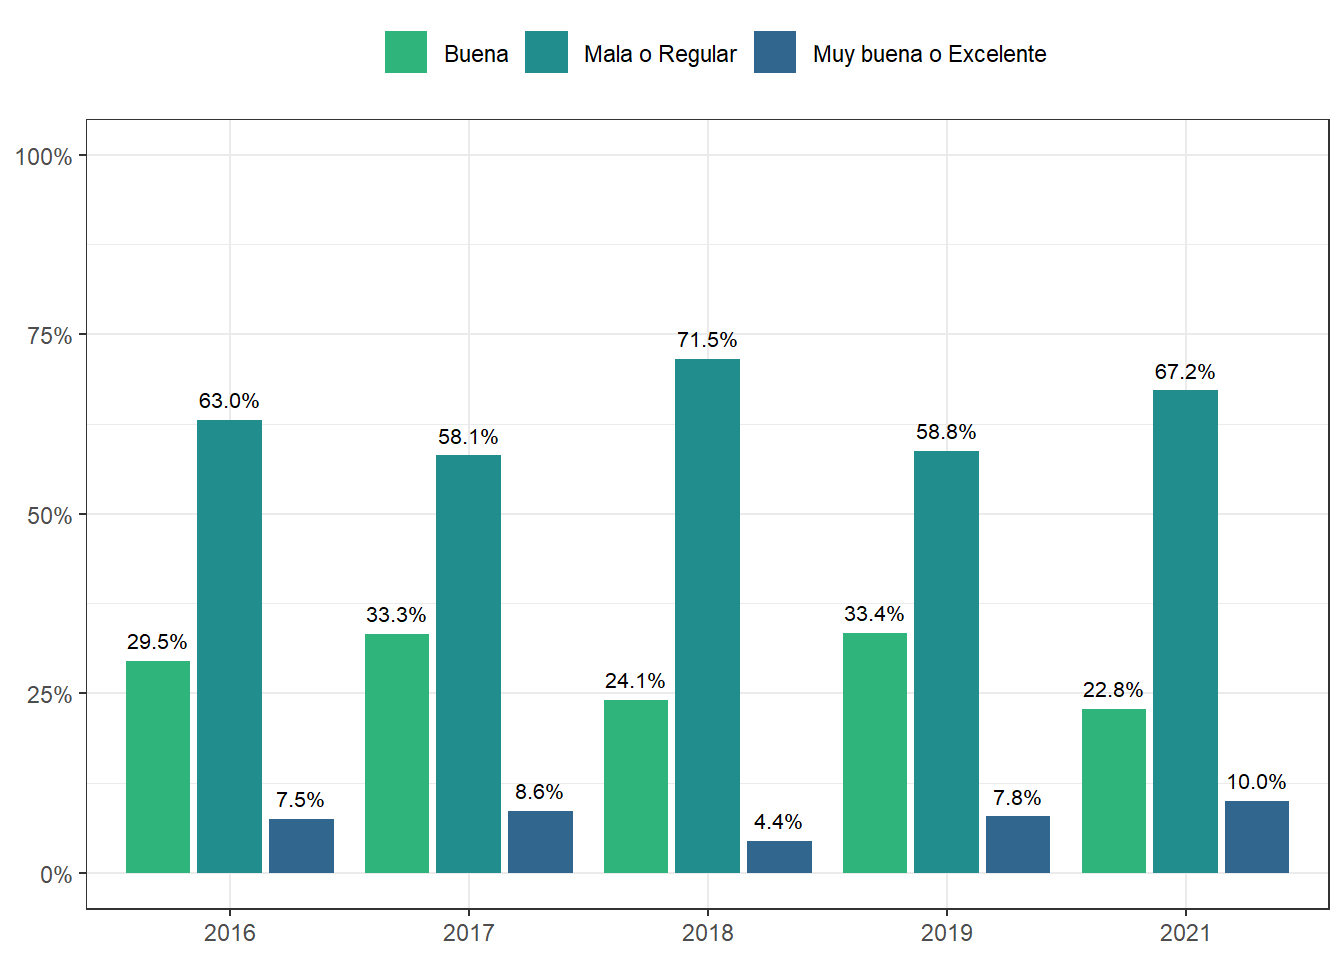 Buena Mala o Regular Muy buena o Excelente
100%
75%
50%
25%
0%
29.5% 63.0% 7.5%
33.3% 58.1% 8.6%
24.1% 71.5% 4.4%
33.4% 58.8% 7.8%
22.8% 67.2% 10.0%
2016 2017 2018 2019 2021